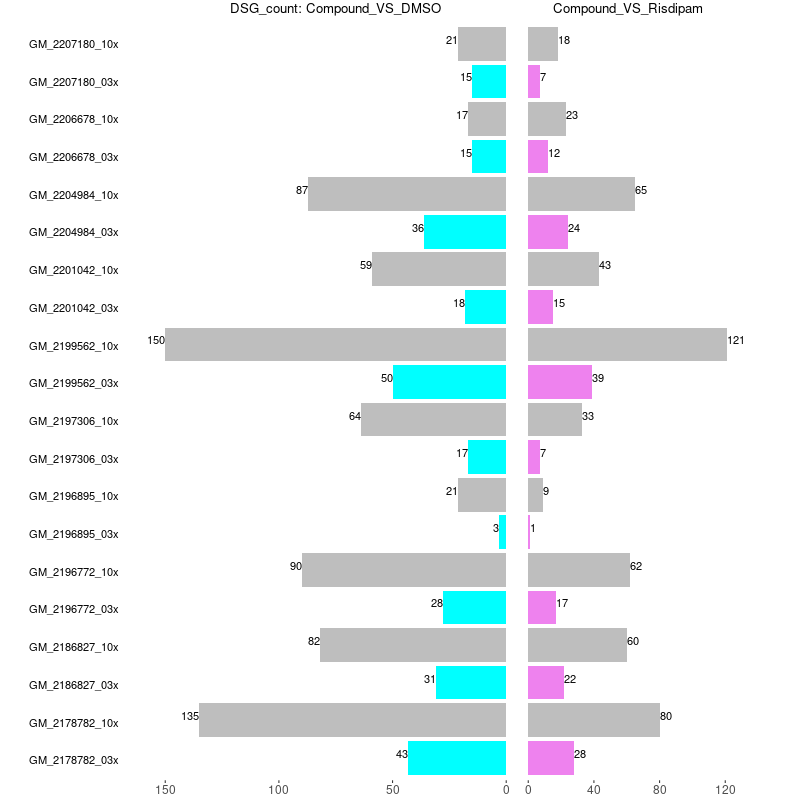 DSG_count: Compound_VS_DMSO Compound_VS_Risdipam
GM_2207180_10x 21 18
GM_2207180_03x 15 7
GM_2206678_10x 17 23
GM_2206678_03x 15 12
GM_2204984_10x 87 65
GM_2204984_03x 36 24
GM_2201042_10x 59 43
GM_2201042_03x 18 15
GM_2199562_10x 150 121
GM_2199562_03x 50 39
GM_2197306_10x 64 33
GM_2197306_03x 17 7
GM_2196895_10x 21 9
GM_2196895_03x 3 1
GM_2196772_10x 90 62
GM_2196772_03x 28 17
GM_2186827_10x 82 60
GM_2186827_03x 31 22
GM_2178782_10x 135 80
GM_2178782_03x 43 28
150 100 50 0 0 40 80 120